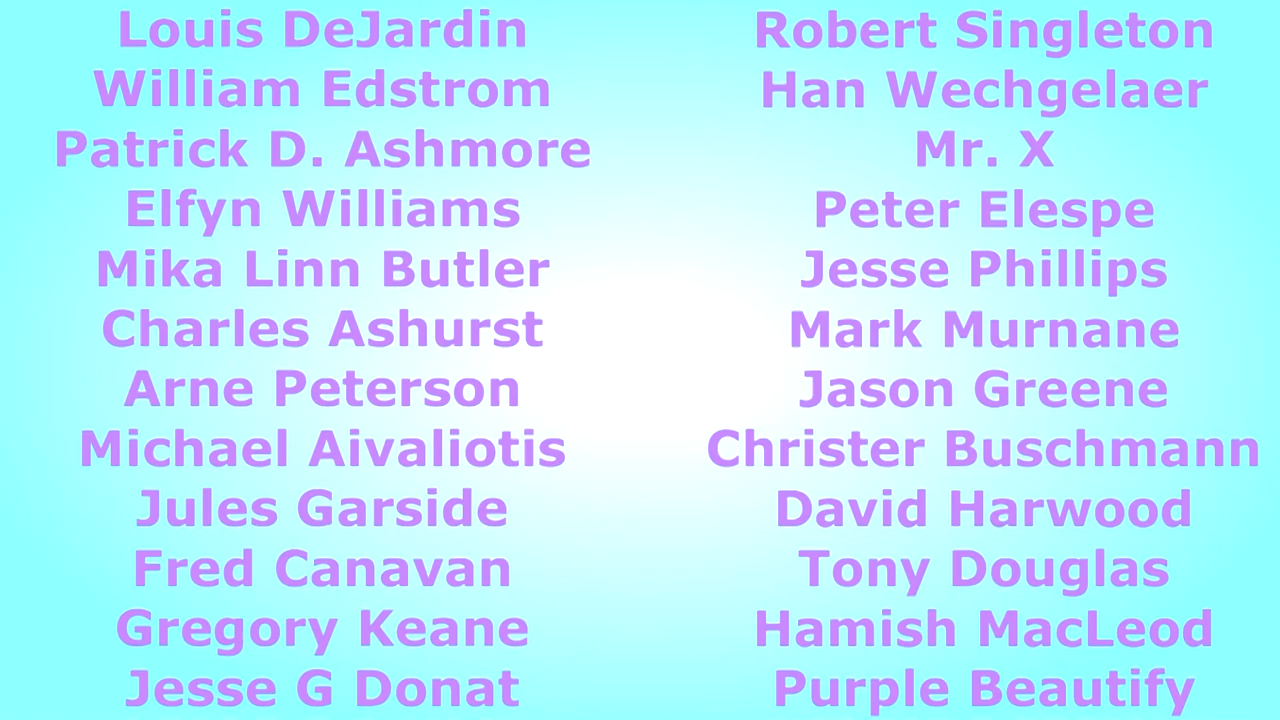 Louis DeJardin
William Edstrom
Patrick D. Ashmore
Elfyn Williams
Mika Linn Butler
Charles Ashurst
Arne Peterson
Michael Aivaliotis
Jules Garside
Fred Canavan
Gregory Keane
Jesse G Donat
Robert Singleton
Han Wechgelaer
Mr. X
Peter Elespe
Jesse Phillips
Mark Murnane
Jason Greene
Christer Buschmann
David Harwood
Tony Douglas
Hamish MacLeod
Purple Beautify